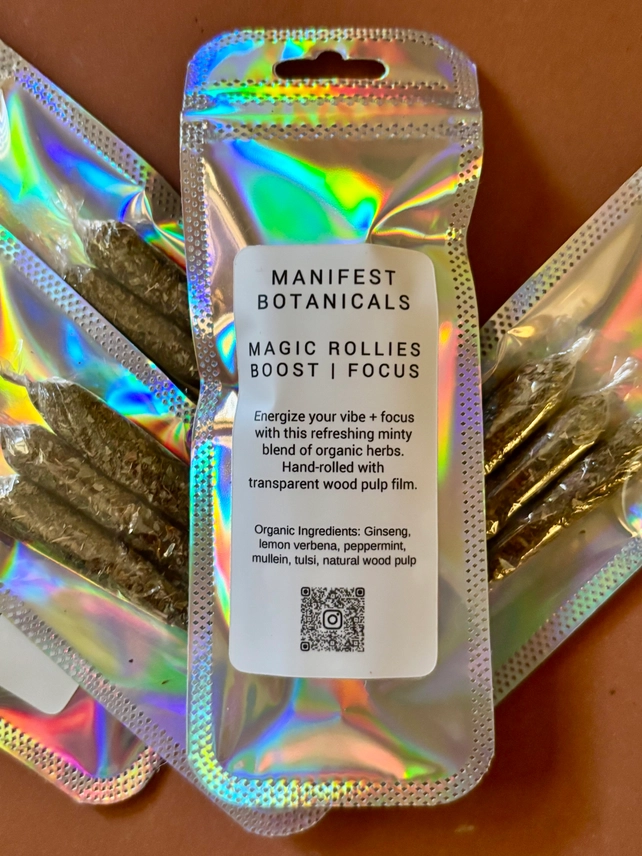 MANIFEST
BOTANICALS
MAGIC ROLLIES
BOOST | FOCUS
Energize your vibe + focus
with this refreshing minty
blend of organic herbs.
Hand-rolled with
transparent wood pulp film.
Organic Ingredients: Ginseng,
lemon verbena, peppermint,
mullein, tulsi, natural wood pulp